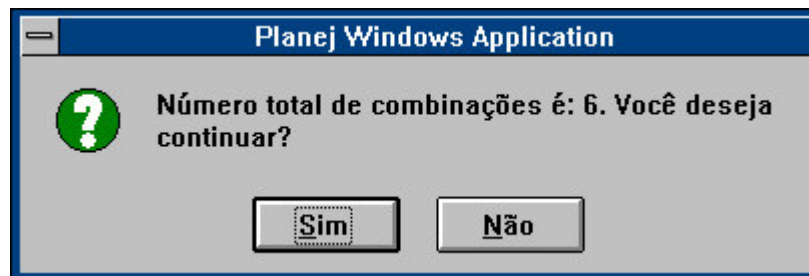 Planej Windows Application
Número total de combinações é: 6. Você deseja
continuar?
Sim
Não